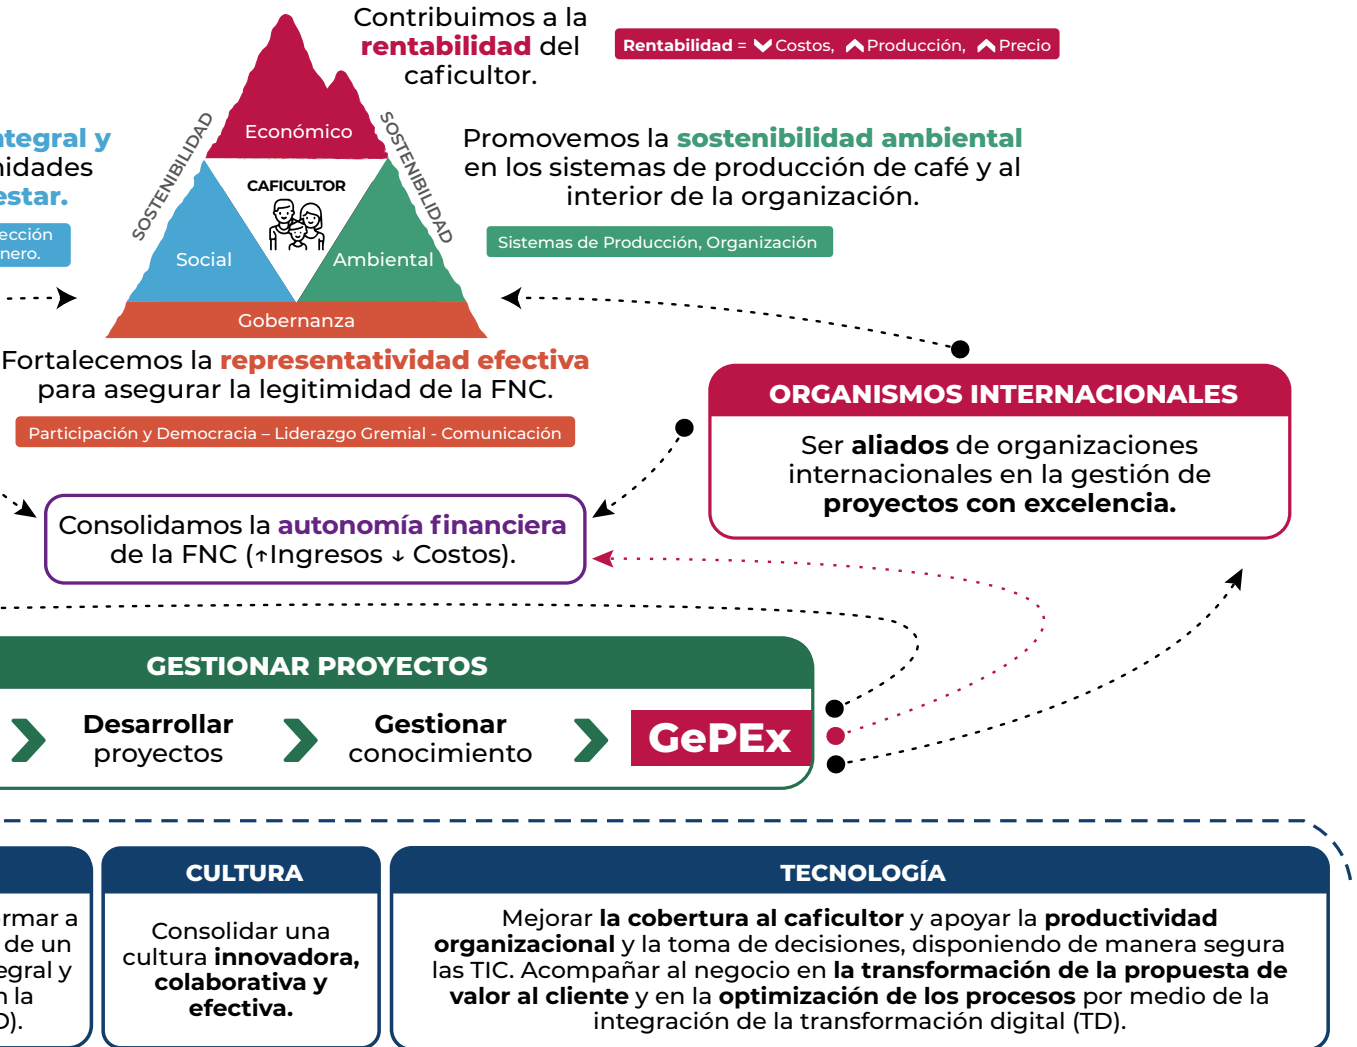 Contribuimos a la
rentabilidad del
caficultor.
Rentabilidad = Costos, Producción, Precio
Económico
SOSTENIBILIDAD
SOSTENIBILIDAD
CAFICULTOR
Social
Ambiental
Gobernanza
y
estar.
Promovemos la sostenibilidad ambiental
en los sistemas de producción de café y al
interior de la organización.
Sistemas de Producción, Organización
Fortalecemos la representatividad efectiva
para asegurar la legitimidad de la FNC.
Participación y Democracia – Liderazgo Gremial - Comunicación
ORGANISMOS INTERNACIONALES
Ser aliados de organizaciones
internacionales en la gestión de
proyectos con excelencia.
Consolidamos la autonomía financiera
de la FNC (↑Ingresos ↓ Costos).
GESTIONAR PROYECTOS
Desarrollar
proyectos
Gestionar
conocimiento
GePEx
a
de un
y
la
CULTURA
Consolidar una
cultura innovadora,
colaborativa y
efectiva.
TECNOLOGÍA
Mejorar la cobertura al caficultor y apoyar la productividad
organizacional y la toma de decisiones, disponiendo de manera segura
las TIC. Acompañar al negocio en la transformación de la propuesta de
valor al cliente y en la optimización de los procesos por medio de la
integración de la transformación digital (TD).